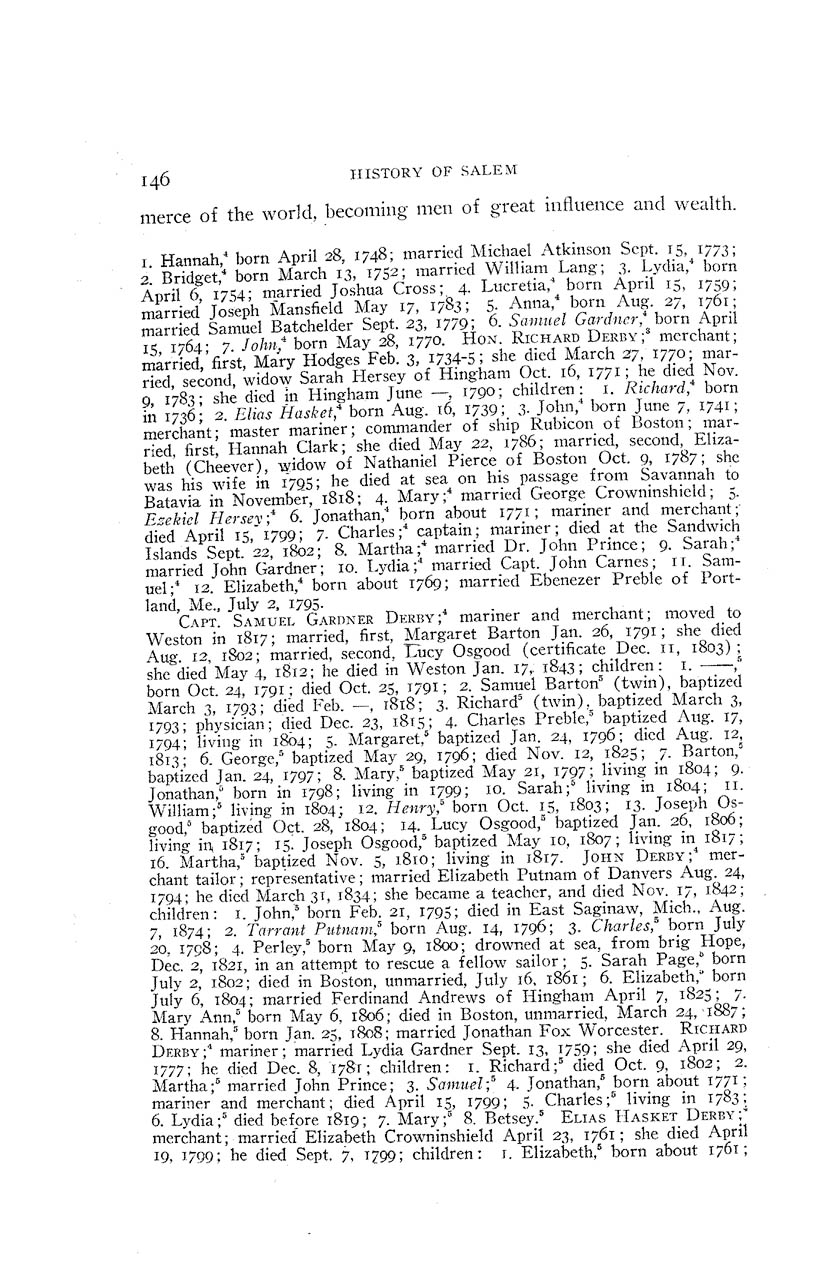 146 HISTORY OF SALEM
merce of the world, becoming men of great influence and wealth.
1. Hannah,⁴ born April 28, 1748; married Michael Atkinson Sept. 15, 1773;
2. Bridget,⁴ born March 13, 1752; married William Lang; 3. Lydia,⁴ born
April 6, 1754; married Joshua Cross; 4. Lucretia,⁴ born April 15, 1759;
married Joseph Mansfield May 17, 1783; 5. Anna,⁴ born Aug. 27, 1761;
married Samuel Batchelder Sept. 23, 1779; 6. Samuel Gardner,⁴ born April
15, 1764; 7. John,⁴ born May 28, 1770. HON. RICHARD DERBY;³ merchant;
married, first, Mary Hodges Feb. 3, 1734-5; she died March 27, 1770; mar-
ried, second, widow Sarah Hersey of Hingham Oct. 16, 1771; he died Nov.
9, 1783; she died in Hingham June —, 1790; children: 1. Richard,⁴ born
in 1736; 2. Elias Hasket,⁴ born Aug. 16, 1739; 3. John,⁴ born June 7, 1741;
merchant; master mariner; commander of ship Rubicon of Boston; mar-
ried, first, Hannah Clark; she died May 22, 1786; married, second, Eliza-
beth (Cheever), widow of Nathaniel Pierce of Boston Oct. 9, 1787; she
was his wife in 1795; he died at sea on his passage from Savannah to
Batavia in November, 1818; 4. Mary;⁴ married George Crowninshield; 5.
Ezekiel Hersey;⁴ 6. Jonathan,⁴ born about 1771; mariner and merchant;
died April 15, 1799; 7. Charles;⁴ captain; mariner; died at the Sandwich
Islands Sept. 22, 1802; 8. Martha;⁴ married Dr. John Prince; 9. Sarah;⁴
married John Gardner; 10. Lydia;⁴ married Capt. John Carnes; 11. Sam-
uel;⁴ 12. Elizabeth,⁴ born about 1769; married Ebenezer Preble of Port-
land, Me., July 2, 1795.
CAPT. SAMUEL GARDNER DERBY;⁴ mariner and merchant; moved to
Weston in 1817; married, first, Margaret Barton Jan. 26, 1791; she died
Aug. 12, 1802; married, second, Lucy Osgood (certificate Dec. 11, 1803);
she died May 4, 1812; he died in Weston Jan. 17, 1843; children: 1. ——,⁵
born Oct. 24, 1791; died Oct. 25, 1791; 2. Samuel Barton⁵ (twin), baptized
March 3, 1793; died Feb. —, 1818; 3. Richard⁵ (twin), baptized March 3,
1793; physician; died Dec. 23, 1815; 4. Charles Preble,⁵ baptized Aug. 17,
1794; living in 1804; 5. Margaret,⁵ baptized Jan. 24, 1796; died Aug. 12,
1813; 6. George,⁵ baptized May 29, 1796; died Nov. 12, 1825; 7. Barton,⁵
baptized Jan. 24, 1797; 8. Mary,⁵ baptized May 21, 1797; living in 1804; 9.
Jonathan,⁵ born in 1798; living in 1799; 10. Sarah;⁵ living in 1804; 11.
William;⁵ living in 1804; 12. Henry,⁵ born Oct. 15, 1803; 13. Joseph Os-
good,⁵ baptized Oct. 28, 1804; 14. Lucy Osgood,⁵ baptized Jan. 26, 1806;
living in 1817; 15. Joseph Osgood,⁵ baptized May 10, 1807; living in 1817;
16. Martha,⁵ baptized Nov. 5, 1810; living in 1817. JOHN DERBY;⁴ mer-
chant tailor; representative; married Elizabeth Putnam of Danvers Aug. 24,
1794; he died March 31, 1834; she became a teacher, and died Nov. 17, 1842;
children: 1. John,⁵ born Feb. 21, 1795; died in East Saginaw, Mich., Aug.
7, 1874; 2. Tarrant Putnam,⁵ born Aug. 14, 1796; 3. Charles,⁵ born July
20, 1798; 4. Perley,⁵ born May 9, 1800; drowned at sea, from brig Hope,
Dec. 2, 1821, in an attempt to rescue a fellow sailor; 5. Sarah Page,⁵ born
July 2, 1802; died in Boston, unmarried, July 16, 1861; 6. Elizabeth,⁵ born
July 6, 1804; married Ferdinand Andrews of Hingham April 7, 1825; 7.
Mary Ann,⁵ born May 6, 1806; died in Boston, unmarried, March 24, 1887;
8. Hannah,⁵ born Jan. 25, 1808; married Jonathan Fox Worcester. RICHARD
DERBY;⁴ mariner; married Lydia Gardner Sept. 13, 1759; she died April 29,
1777; he died Dec. 8, 1781; children: 1. Richard;⁵ died Oct. 9, 1802; 2.
Martha;⁵ married John Prince; 3. Samuel;⁵ 4. Jonathan,⁵ born about 1771;
mariner and merchant; died April 15, 1799; 5. Charles;⁵ living in 1783;
6. Lydia;⁵ died before 1819; 7. Mary;⁵ 8. Betsey.⁵ ELIAS HASKET DERBY;⁴
merchant; married Elizabeth Crowninshield April 23, 1761; she died April
19, 1799; he died Sept. 7, 1799; children: 1. Elizabeth,⁵ born about 1761;